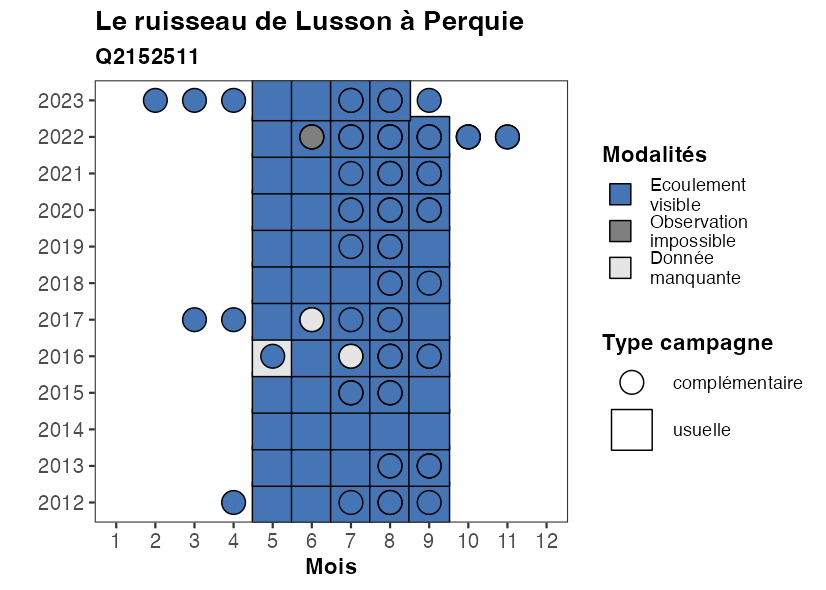 Le ruisseau de Lusson à Perquie
Q2152511
2023
2022
2021
2020
2019
2018
2017
2016
2015
2014
2013
2012
1 2 3 4 5 6 7 8 9 10 11 12
Mois
Modalités
Ecoulement
visible
Observation
impossible
Donnée
manquante
Type campagne
complémentaire
usuelle